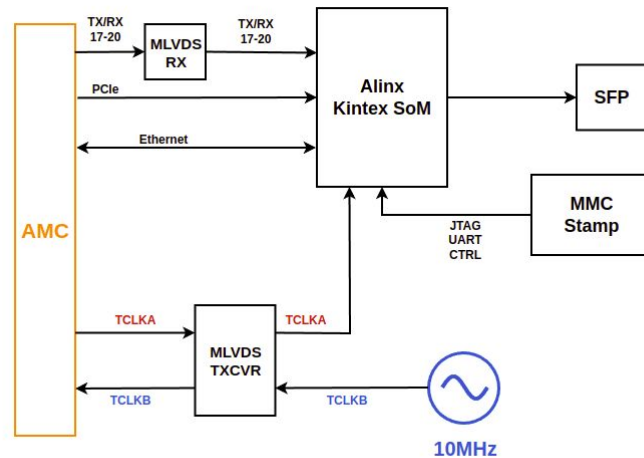 TX/RX
17-20
MLVDS
RX
TX/RX
17-20
PCIe
Ethernet
Alinx
Kintex SoM
SFP
MMC
Stamp
JTAG
UART
CTRL
AMC
TCLKA
TCLKA
MLVDS
TXCVR
TCLKB
TCLKB
10MHz